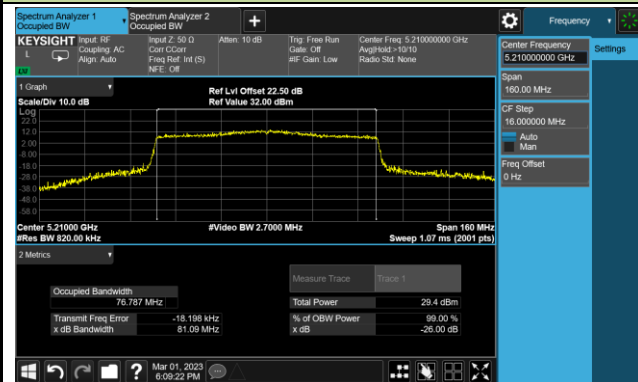 Spectrum Analyzer 1
Occupied BW
Spectrum Analyzer 2
Occupied BW
Frequency
KEYSIGHT
L
Input: RF
Coupling: AC
Align: Auto
Input Z: 50 Ω
Corr CCorr
Freq Ref: Int (S)
NFE: Off
Atten: 10 dB
Trig: Free Run
Gate: Off
#IF Gain: Low
Center Freq: 5.210000000 GHz
Avg|Hold:>10/10
Radio Std: None
Center Frequency
5.210000000 GHz
Settings
Span
160.00 MHz
CF Step
16.000000 MHz
Auto
Man
Freq Offset
0 Hz
1 Graph
Scale/Div 10.0 dB
Ref Lvl Offset 22.50 dB
Ref Value 32.00 dBm
Log
22.0
12.0
2.00
-8.00
-18.0
-28.0
-38.0
-48.0
-58.0
Center 5.21000 GHz
#Res BW 820.00 kHz
#Video BW 2.7000 MHz
Span 160 MHz
Sweep 1.07 ms (2001 pts)
2 Metrics
Measure Trace
Trace 1
Occupied Bandwidth
76.787 MHz
Total Power
29.4 dBm
Transmit Freq Error
-18.198 kHz
% of OBW Power
99.00 %
x dB Bandwidth
81.09 MHz
x dB
-26.00 dB
Mar 01, 2023
6:09:22 PM